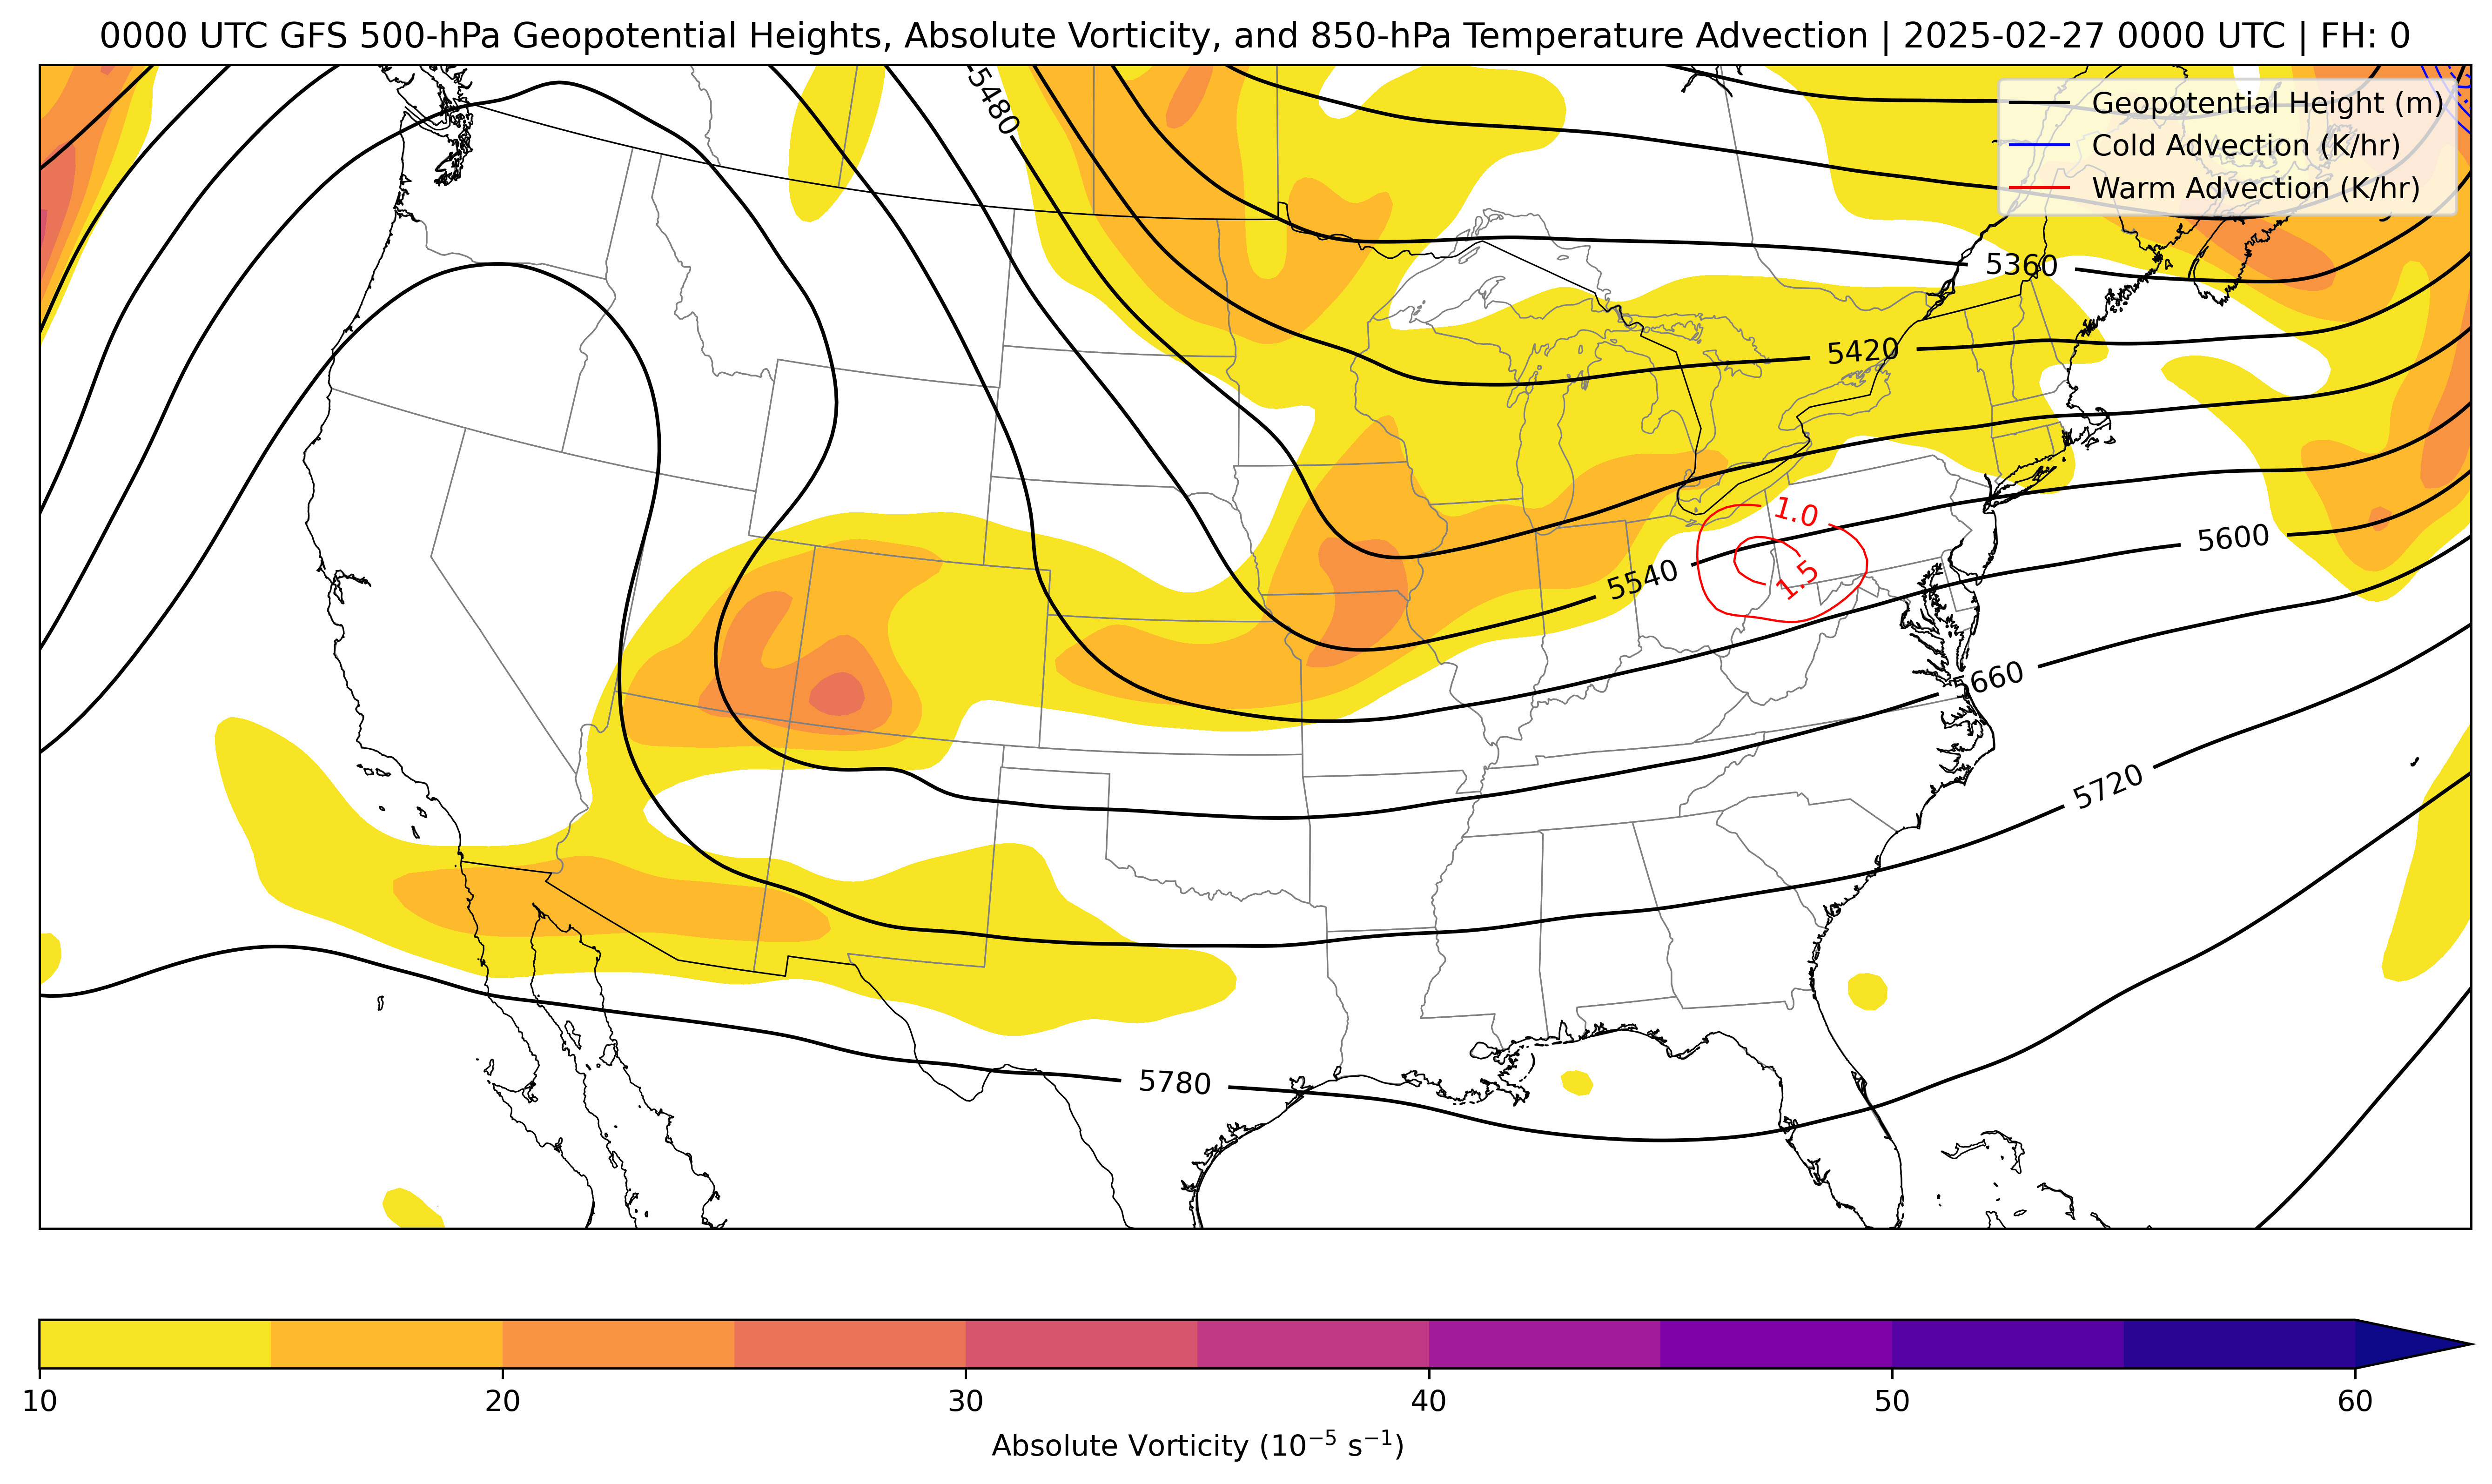 0000 UTC GFS 500-hPa Geopotential Heights, Absolute Vorticity, and 850-hPa Temperature Advection | 2025-02-27 0000 UTC | FH: 0
Geopotential Height (m)
Cold Advection (K/hr)
Warm Advection (K/hr)
5480
5360
5420
1.0
5600
5540
1.5
5660
5720
5780
10 20 30 40 50 60
Absolute Vorticity (10⁻⁵ s⁻¹)